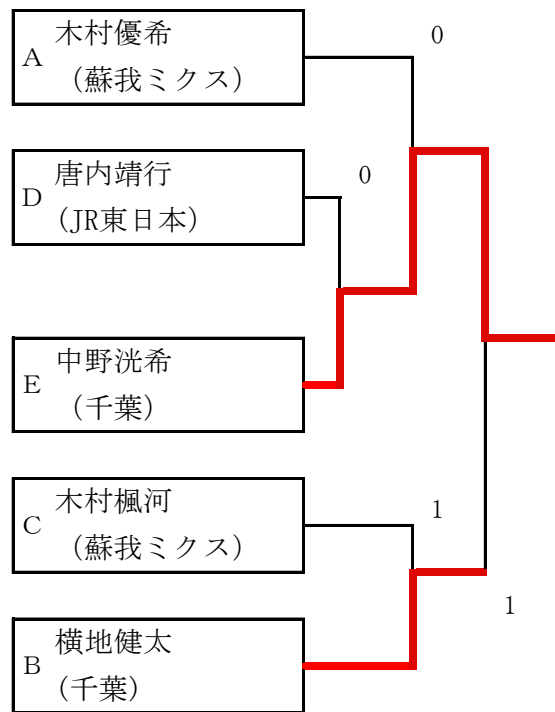 木村優希
A
(蘇我ミクス)
0
唐内靖行
D
(JR東日本)
0
中野洸希
E
(千葉)
木村楓河
C
(蘇我ミクス)
1
横地健太
B
(千葉)
1